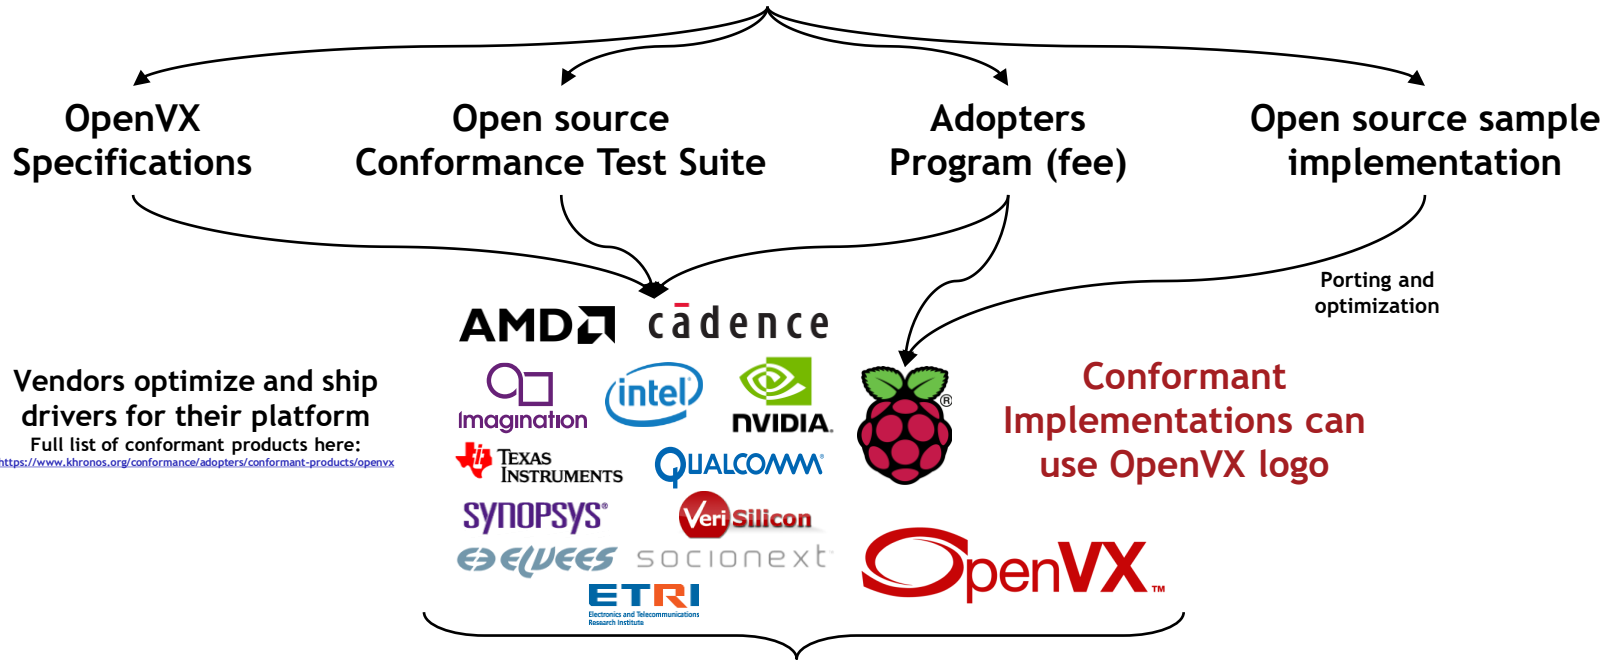 OpenVX
Specifications
Open source
Conformance Test Suite
Adopters
Program (fee)
Open source sample
implementation
Porting and
optimization
Vendors optimize and ship
drivers for their platform
Full list of conformant products here:
https://www.khronos.org/conformance/adopters/conformant-products/openvx
AMD
cādence
Imagination
intel
NVIDIA.
TEXAS
INSTRUMENTS
QUALCOMM®
SYNOPSYS®
VeriSilicon
ELVEES
socionext
ETRI
Electronics and Telecommunications
Research Institute
®
Conformant
Implementations can
use OpenVX logo
OpenVX™